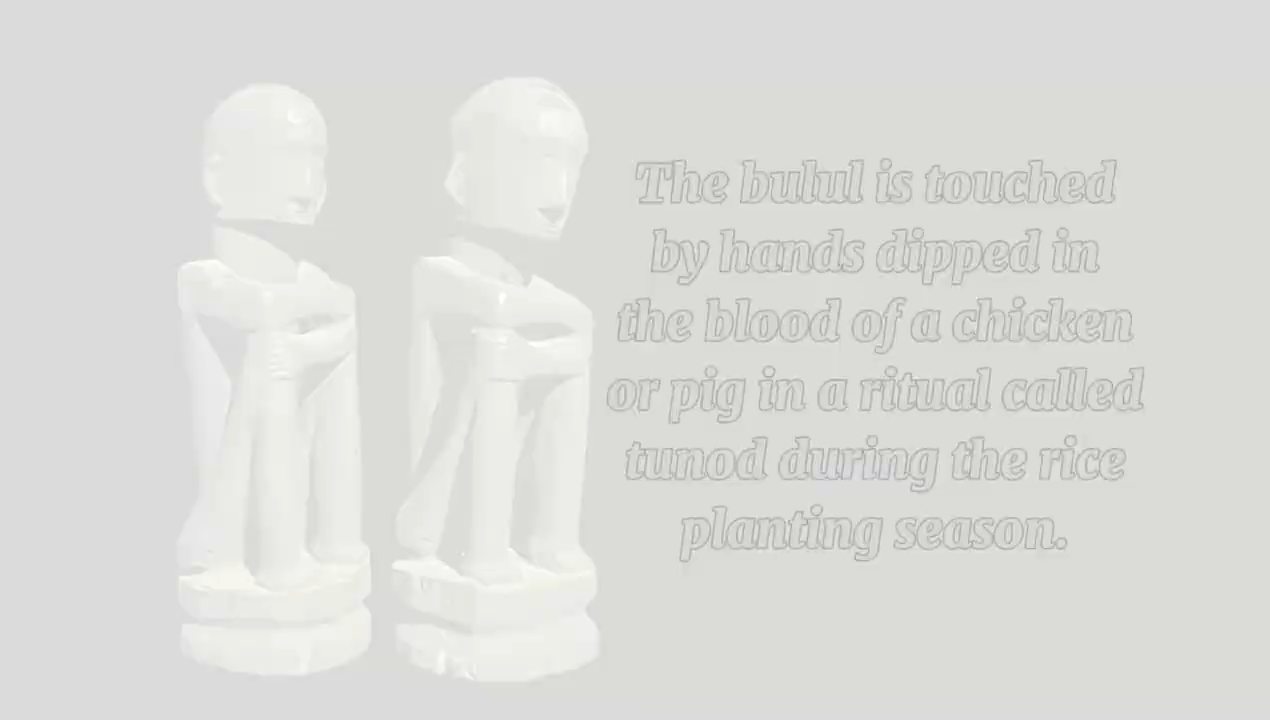 The bulul is touched
by hands dipped in
the blood of a chicken
or pig in a ritual called
tunod during the rice
planting season.